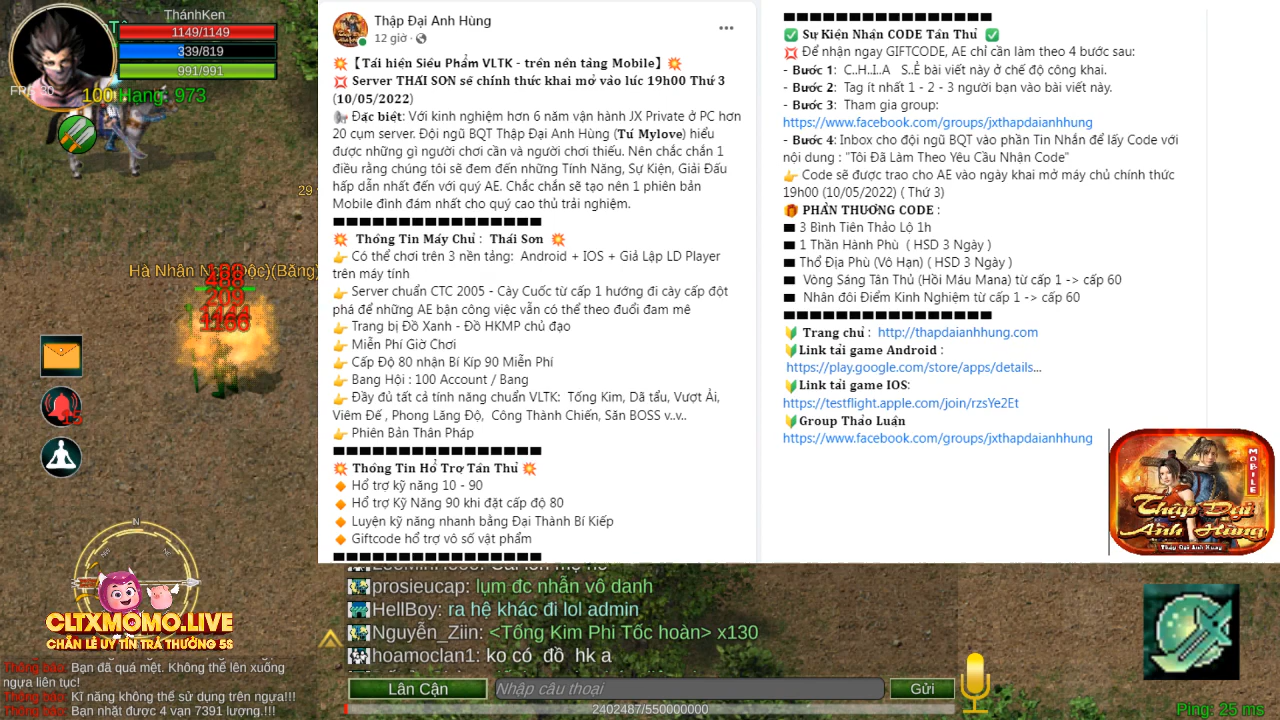 ThánhKen
1149/1149
339/819
991/991
FPS 30
100 Hang: 973
29
Hà Nhân Ng (Độc)(Băng)
488
209
1144
1166
Thập Đại Anh Hùng
12 giờ ·
💥【Tái hiện Siêu Phẩm VLTK - trên nền tảng Mobile】💥
💢 Server THÁI SƠN sẽ chính thức khai mở vào lúc 19h00 Thứ 3
(10/05/2022)
Đặc biệt: Với kinh nghiệm hơn 6 năm vận hành JX Private ở PC hơn
20 cụm server. Đội ngũ BQT Thập Đại Anh Hùng (Tú Mylove) hiểu
được những gì người chơi cần và người chơi thiếu. Nên chắc chắn 1
điều rằng chúng tôi sẽ đem đến những Tính Năng, Sự Kiện, Giải Đấu
hấp dẫn nhất đến với quý AE. Chắc chắn sẽ tạo nên 1 phiên bản
Mobile đình đám nhất cho quý cao thủ trải nghiệm.
💥 Thông Tin Máy Chủ : Thái Sơn 💥
👉 Có thể chơi trên 3 nền tảng: Android + IOS + Giả Lập LD Player
trên máy tính
👉 Server chuẩn CTC 2005 - Cày Cuốc từ cấp 1 hướng đi cày cấp đột
phá để những AE bận công việc vẫn có thể theo đuổi đam mê
👉 Trang bị Đồ Xanh - Đồ HKMP chủ đạo
👉 Miễn Phí Giờ Chơi
👉 Cấp Độ 80 nhận Bí Kíp 90 Miễn Phí
👉 Bang Hội : 100 Account / Bang
👉 Đầy đủ tất cả tính năng chuẩn VLTK: Tống Kim, Dã tẩu, Vượt Ải,
Viêm Đế , Phong Lăng Độ, Công Thành Chiến, Săn BOSS v..v..
👉 Phiên Bản Thân Pháp
💥 Thông Tin Hổ Trợ Tân Thủ 💥
🔸 Hổ trợ kỹ năng 10 - 90
🔸 Hổ trợ Kỹ Năng 90 khi đặt cấp độ 80
🔸 Luyện kỹ năng nhanh bằng Đại Thành Bí Kiếp
🔸 Giftcode hổ trợ vô số vật phẩm
✅ Sự Kiện Nhận CODE Tân Thủ ✅
💢 Để nhận ngay GIFTCODE, AE chỉ cần làm theo 4 bước sau:
- Bước 1: C..H.I..A S..Ẻ bài viết này ở chế độ công khai.
- Bước 2: Tag ít nhất 1 - 2 - 3 người bạn vào bài viết này.
- Bước 3: Tham gia group:
https://www.facebook.com/groups/jxthapdaianhhung
- Bước 4: Inbox cho đội ngũ BQT vào phần Tin Nhắn để lấy Code với
nội dung : "Tôi Đã Làm Theo Yêu Cầu Nhận Code"
👉 Code sẽ được trao cho AE vào ngày khai mở máy chủ chính thức
19h00 (10/05/2022) ( Thứ 3)
🎁 PHẦN THƯỞNG CODE :
3 Bình Tiên Thảo Lộ 1h
1 Thần Hành Phù ( HSD 3 Ngày )
Thổ Địa Phù (Vô Hạn) ( HSD 3 Ngày )
Vòng Sáng Tân Thủ (Hồi Máu Mana) từ cấp 1 -> cấp 60
Nhân đôi Điểm Kinh Nghiệm từ cấp 1 -> cấp 60
🔰 Trang chủ : http://thapdaianhhung.com
🔰Link tải game Android :
https://play.google.com/store/apps/details...
🔰Link tải game IOS:
https://testflight.apple.com/join/rzsYe2Et
🔰Group Thảo Luận
https://www.facebook.com/groups/jxthapdaianhhung
MOBILE
Thập Đại
Anh Hùng
Thập Đại Anh Hùng
15
N
CLTXMOMO.LIVE
CHẴN LẺ UY TÍN TRẢ THƯỞNG 5S
Thông báo: Bạn đã quá mệt. Không thể lên xuống
ngựa liên tục!
Thông báo: Kĩ năng không thể sử dụng trên ngựa!!!
Thông báo: Bạn nhặt được 4 vạn 7391 lượng.!!!
prosieucap: lụm đc nhẫn vô danh
HellBoy: ra hệ khác đi lol admin
Nguyễn_Ziin: <Tống Kim Phi Tốc hoàn> x130
hoamoclan1: ko có đồ hk a
Lân Cận
Nhập câu thoại
Gửi
2402487/550000000
Ping: 25 ms